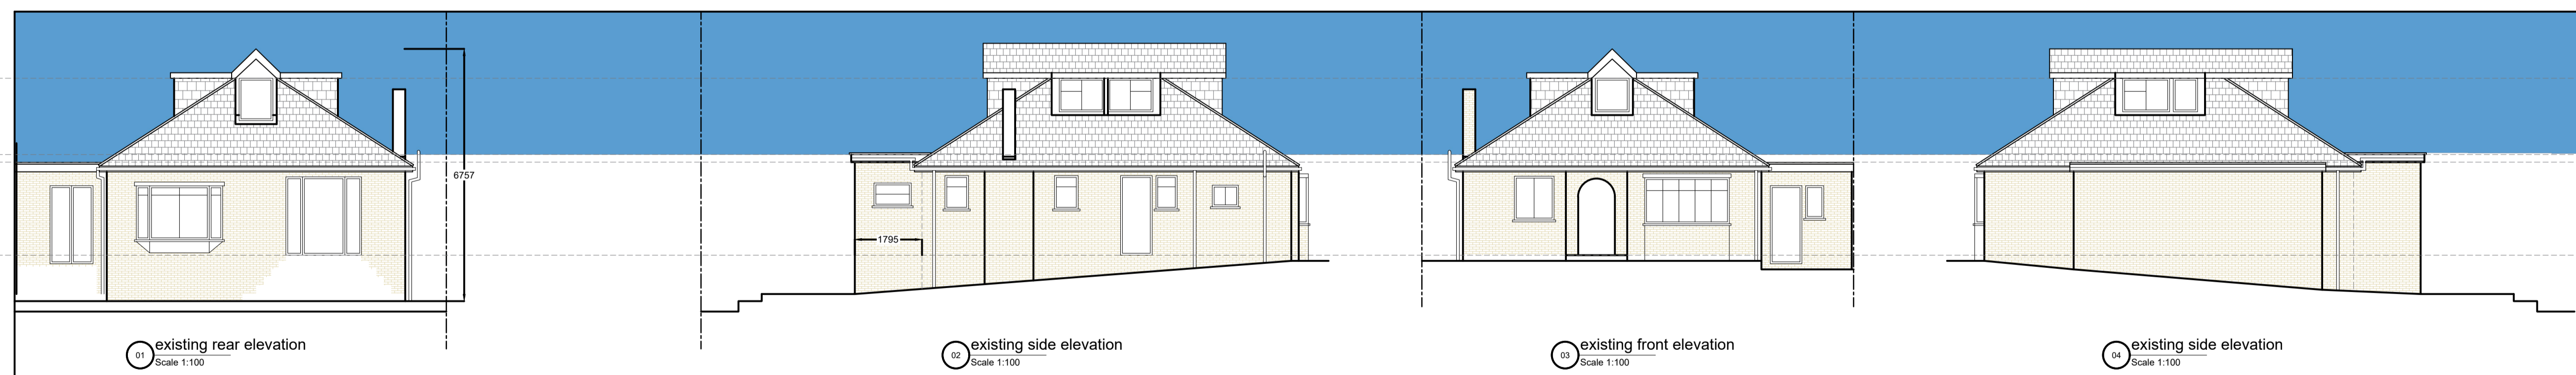 6757
1795
01 existing rear elevation
Scale 1:100
02 existing side elevation
Scale 1:100
03 existing front elevation
Scale 1:100
04 existing side elevation
Scale 1:100